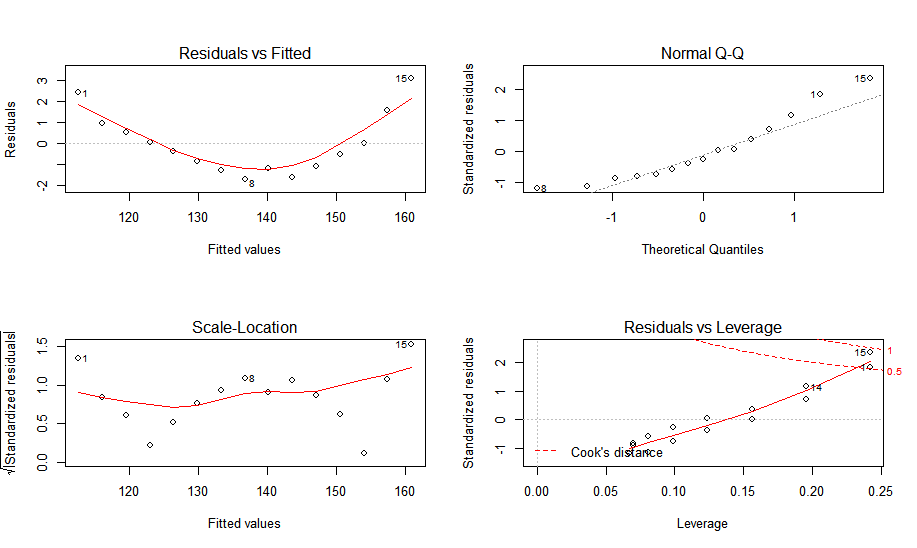 Residuals vs Fitted
Residuals
3
2
1
0
-2
1
8
15
120 130 140 150 160
Fitted values
Normal Q-Q
Standardized residuals
2
1
0
-1
8
1
15
-1 0 1
Theoretical Quantiles
Scale-Location
√|Standardized residuals|
1.5
1.0
0.5
0.0
1
8
15
120 130 140 150 160
Fitted values
Residuals vs Leverage
Standardized residuals
2
1
0
-1
15
14
1
0.5
Cook's distance
0.00 0.05 0.10 0.15 0.20 0.25
Leverage